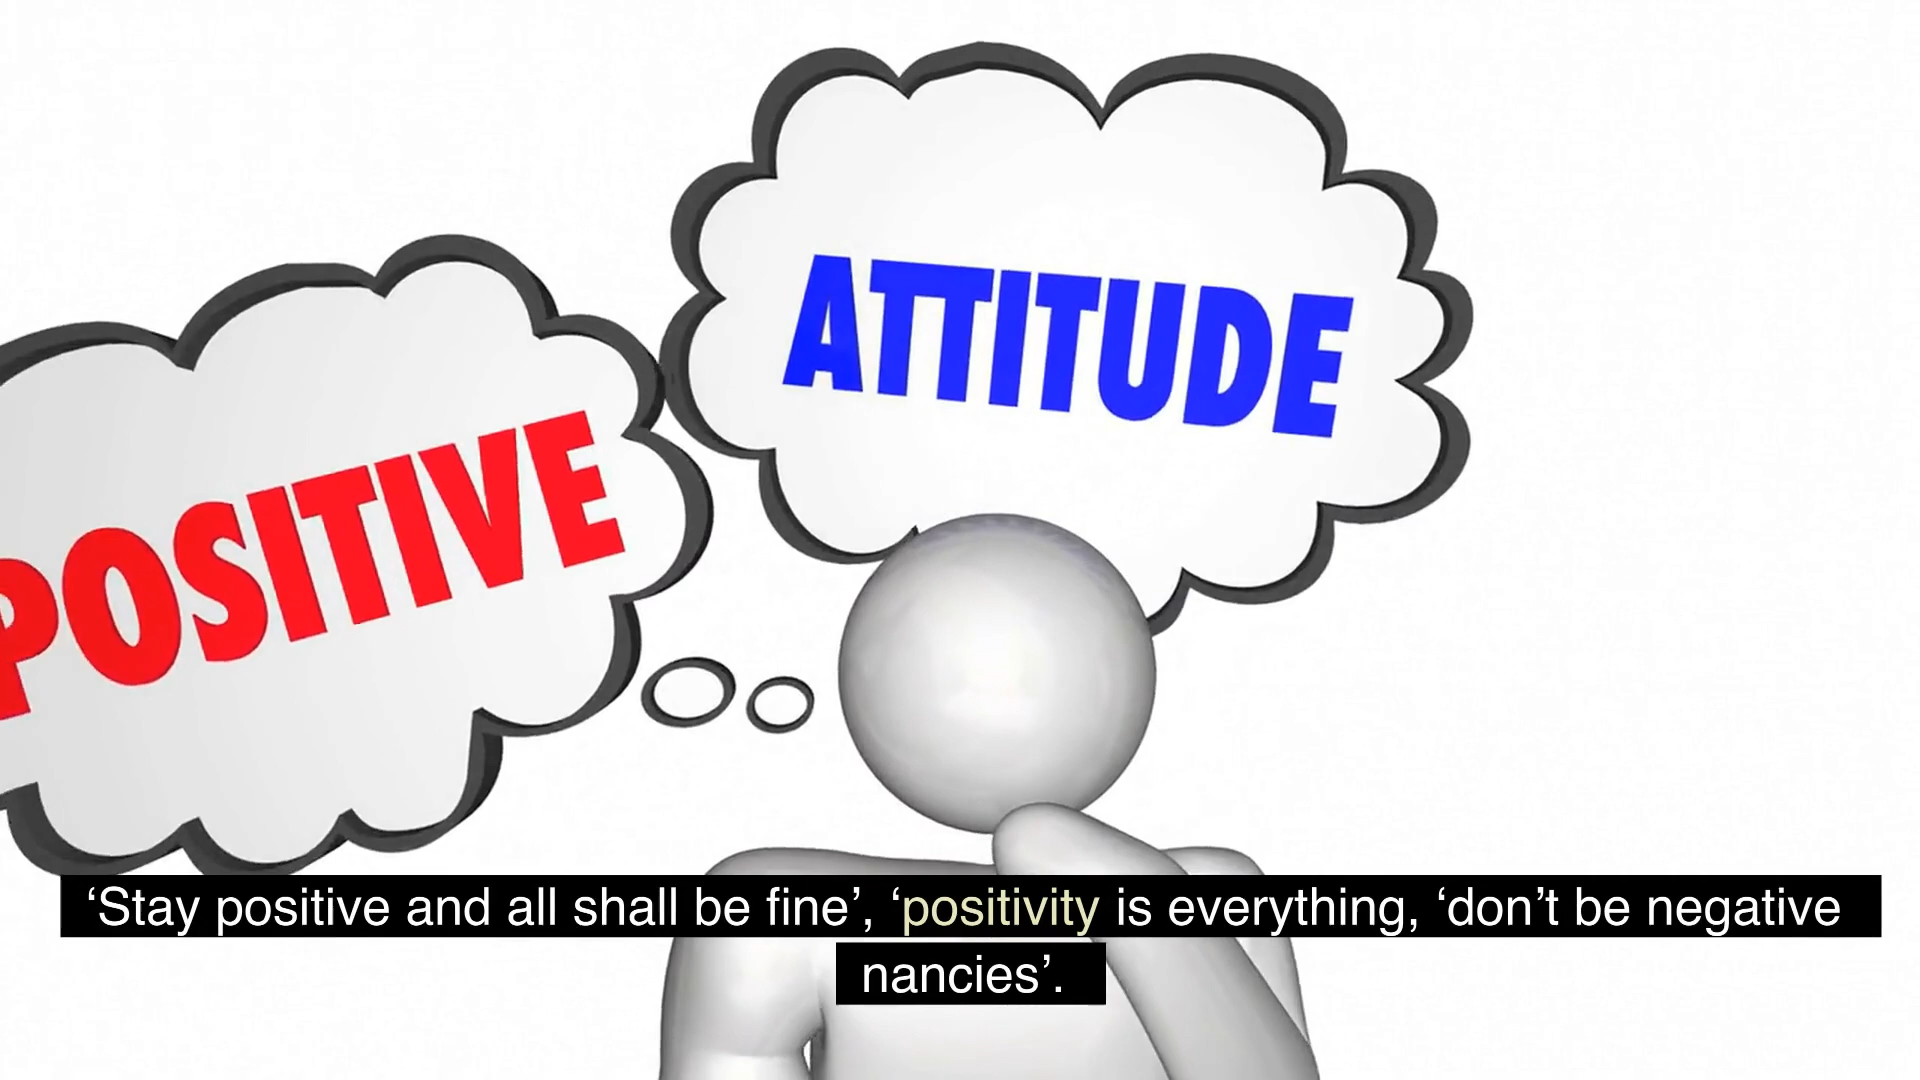 ATTITUDE
POSITIVE
‘Stay positive and all shall be fine’, ‘positivity is everything, ‘don’t be negative
nancies’.